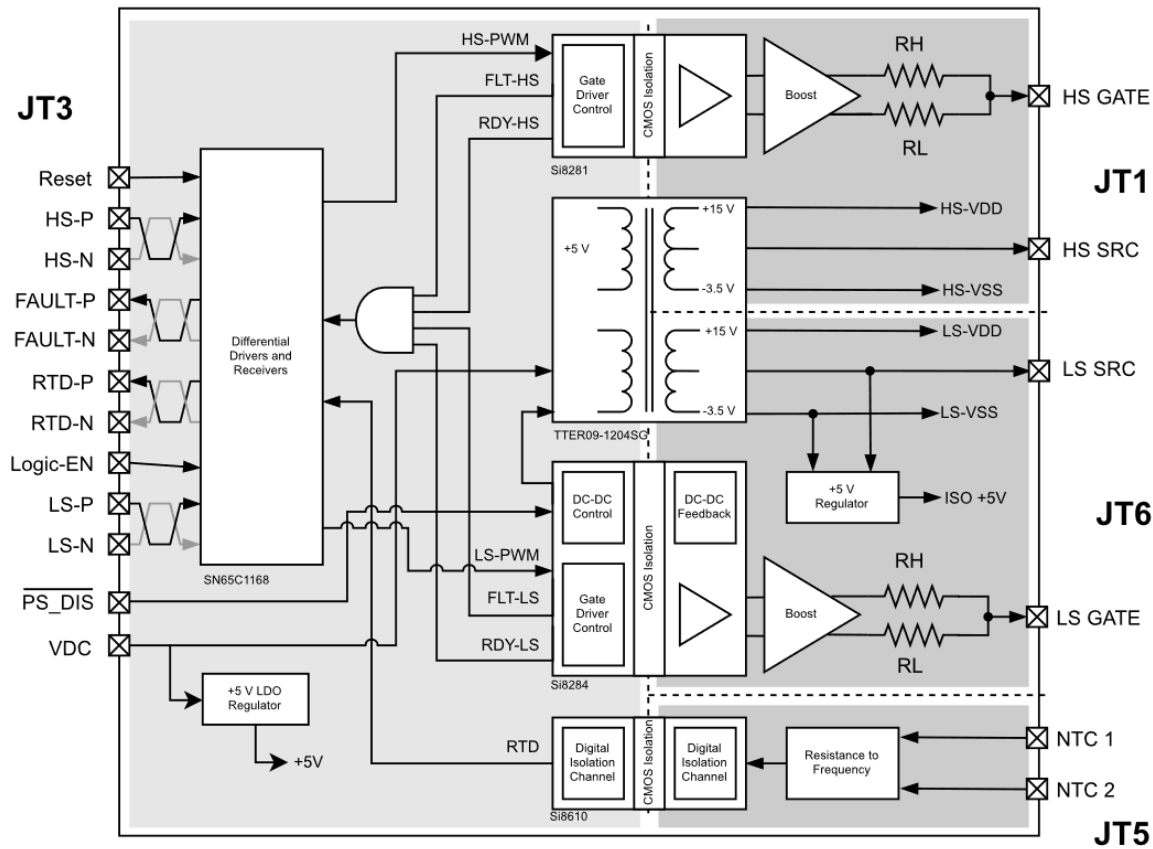 JT3
Reset
HS-P
HS-N
FAULT-P
FAULT-N
RTD-P
RTD-N
Logic-EN
LS-P
LS-N
PS_DIS
VDC
Differential
Drivers and
Receivers
SN65C1168
+5 V LDO
Regulator
+5V
HS-PWM
FLT-HS
RDY-HS
Gate
Driver
Control
CMOS Isolation
Si8281
Boost
RH
RL
HS GATE
JT1
+5 V
+15 V
-3.5 V
+15 V
-3.5 V
TTER09-1204SG
HS-VDD
HS SRC
HS-VSS
LS-VDD
LS SRC
LS-VSS
+5 V
Regulator
ISO +5V
JT6
DC-DC
Control
DC-DC
Feedback
CMOS Isolation
LS-PWM
FLT-LS
RDY-LS
Gate
Driver
Control
Si8284
Boost
RH
RL
LS GATE
RTD
Digital
Isolation
Channel
CMOS Isolation
Digital
Isolation
Channel
Si8610
Resistance to
Frequency
NTC 1
NTC 2
JT5